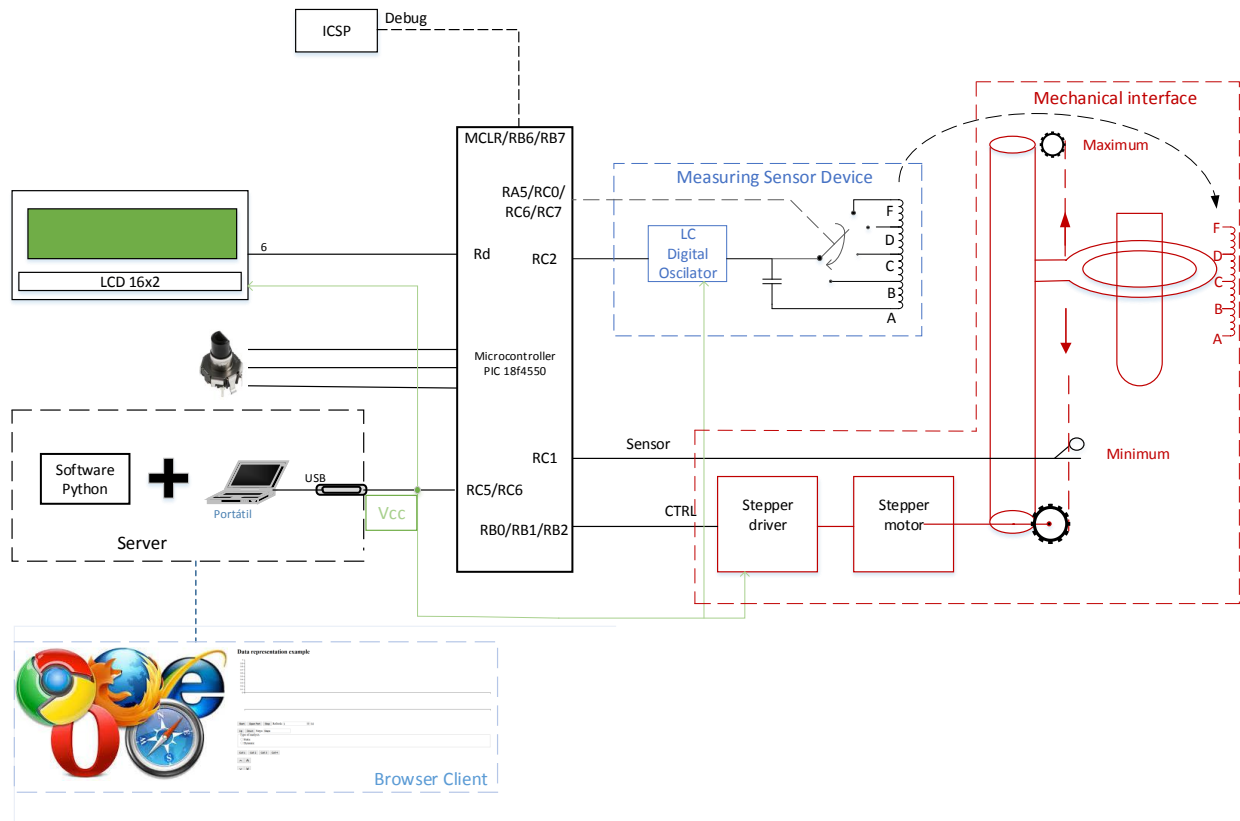 ICSP
Debug
Mechanical interface
MCLR/RB6/RB7
Maximum
Measuring Sensor Device
RA5/RC0/
RC6/RC7
F
D
C
B
A
LC
Digital
Oscilator
F
D
C
B
A
6
Rd
RC2
LCD 16x2
Microcontroller
PIC 18f4550
Sensor
RC1
Minimum
Software
Python
USB
Portátil
RC5/RC6
Vcc
CTRL
Stepper
driver
Stepper
motor
RB0/RB1/RB2
Server
Data representation example
Browser Client